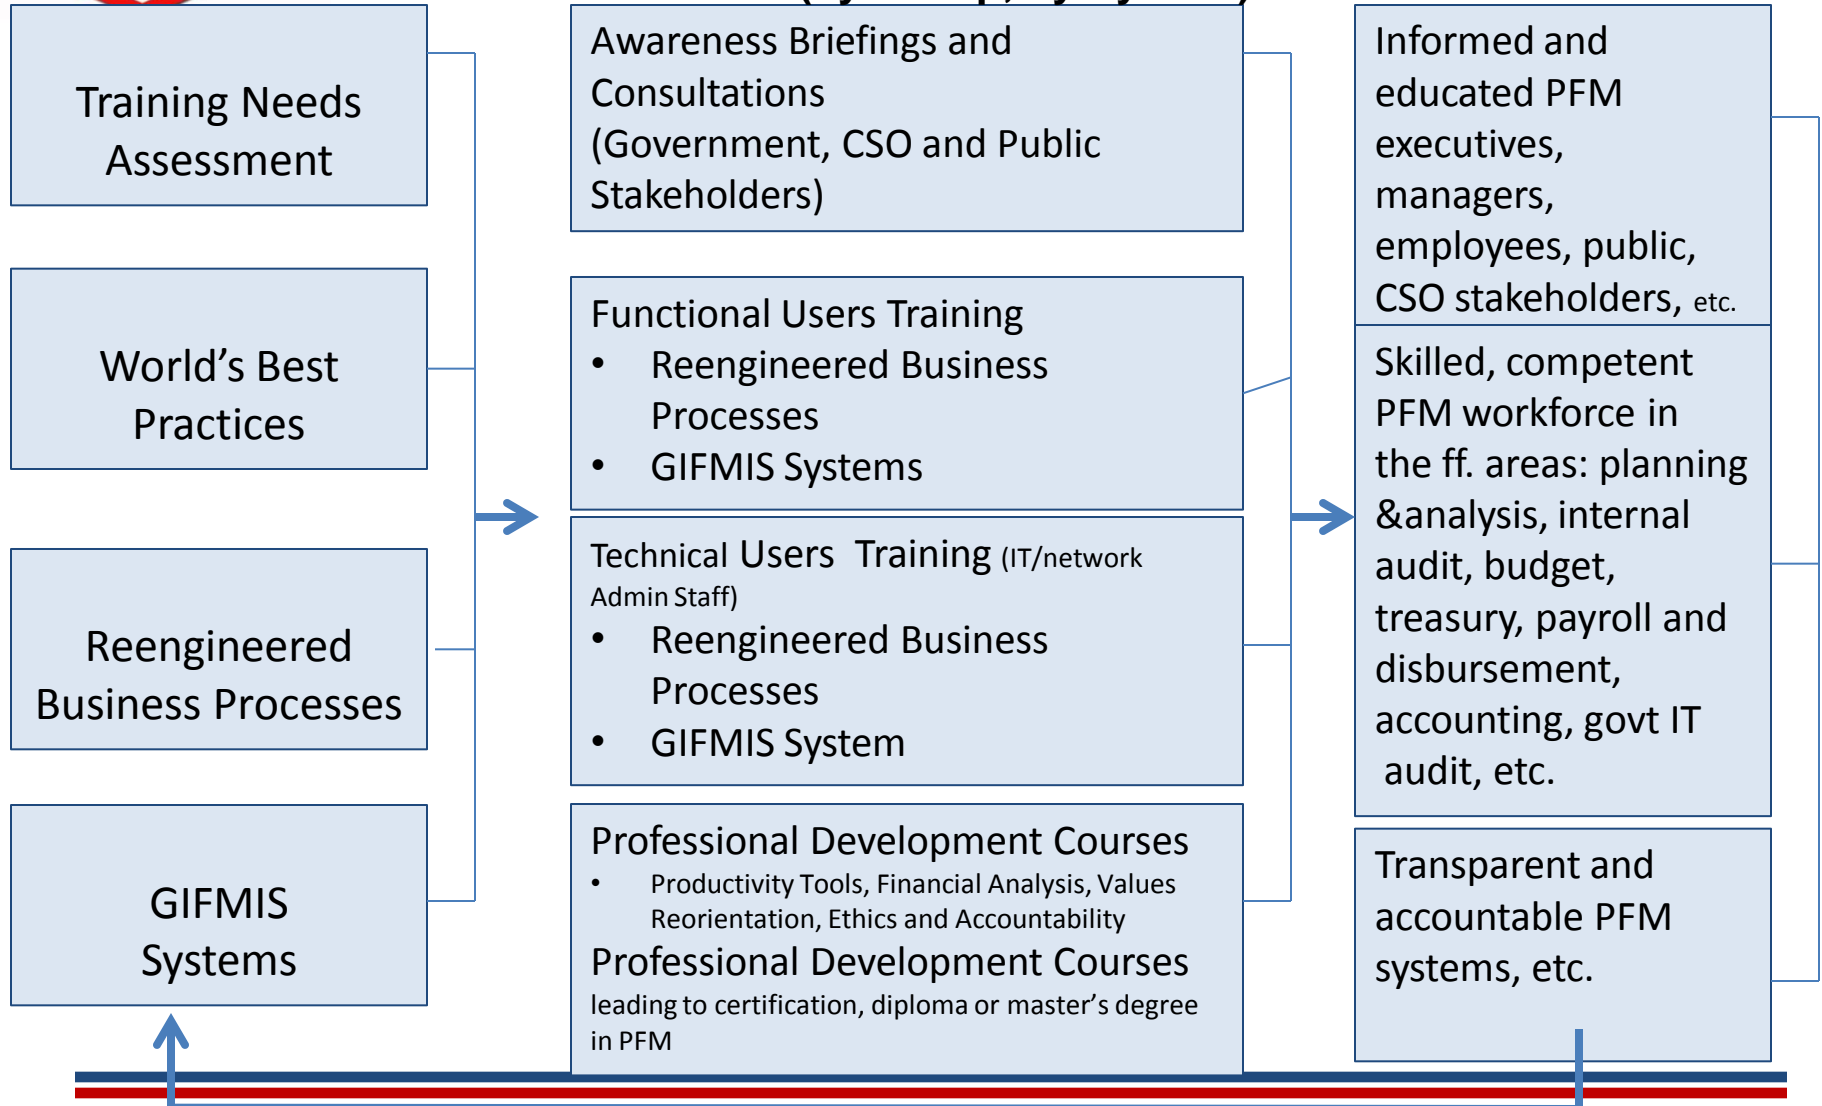 Training Needs
Assessment
World’s Best
Practices
Reengineered
Business Processes
GIFMIS
Systems
Awareness Briefings and
Consultations
(Government, CSO and Public
Stakeholders)
Functional Users Training
• Reengineered Business
Processes
• GIFMIS Systems
Technical Users Training (IT/network
Admin Staff)
• Reengineered Business
Processes
• GIFMIS System
Professional Development Courses
• Productivity Tools, Financial Analysis, Values
Reorientation, Ethics and Accountability
Professional Development Courses
leading to certification, diploma or master’s degree
in PFM
Informed and
educated PFM
executives,
managers,
employees, public,
CSO stakeholders, etc.
Skilled, competent
PFM workforce in
the ff. areas: planning
&analysis, internal
audit, budget,
treasury, payroll and
disbursement,
accounting, govt IT
audit, etc.
Transparent and
accountable PFM
systems, etc.